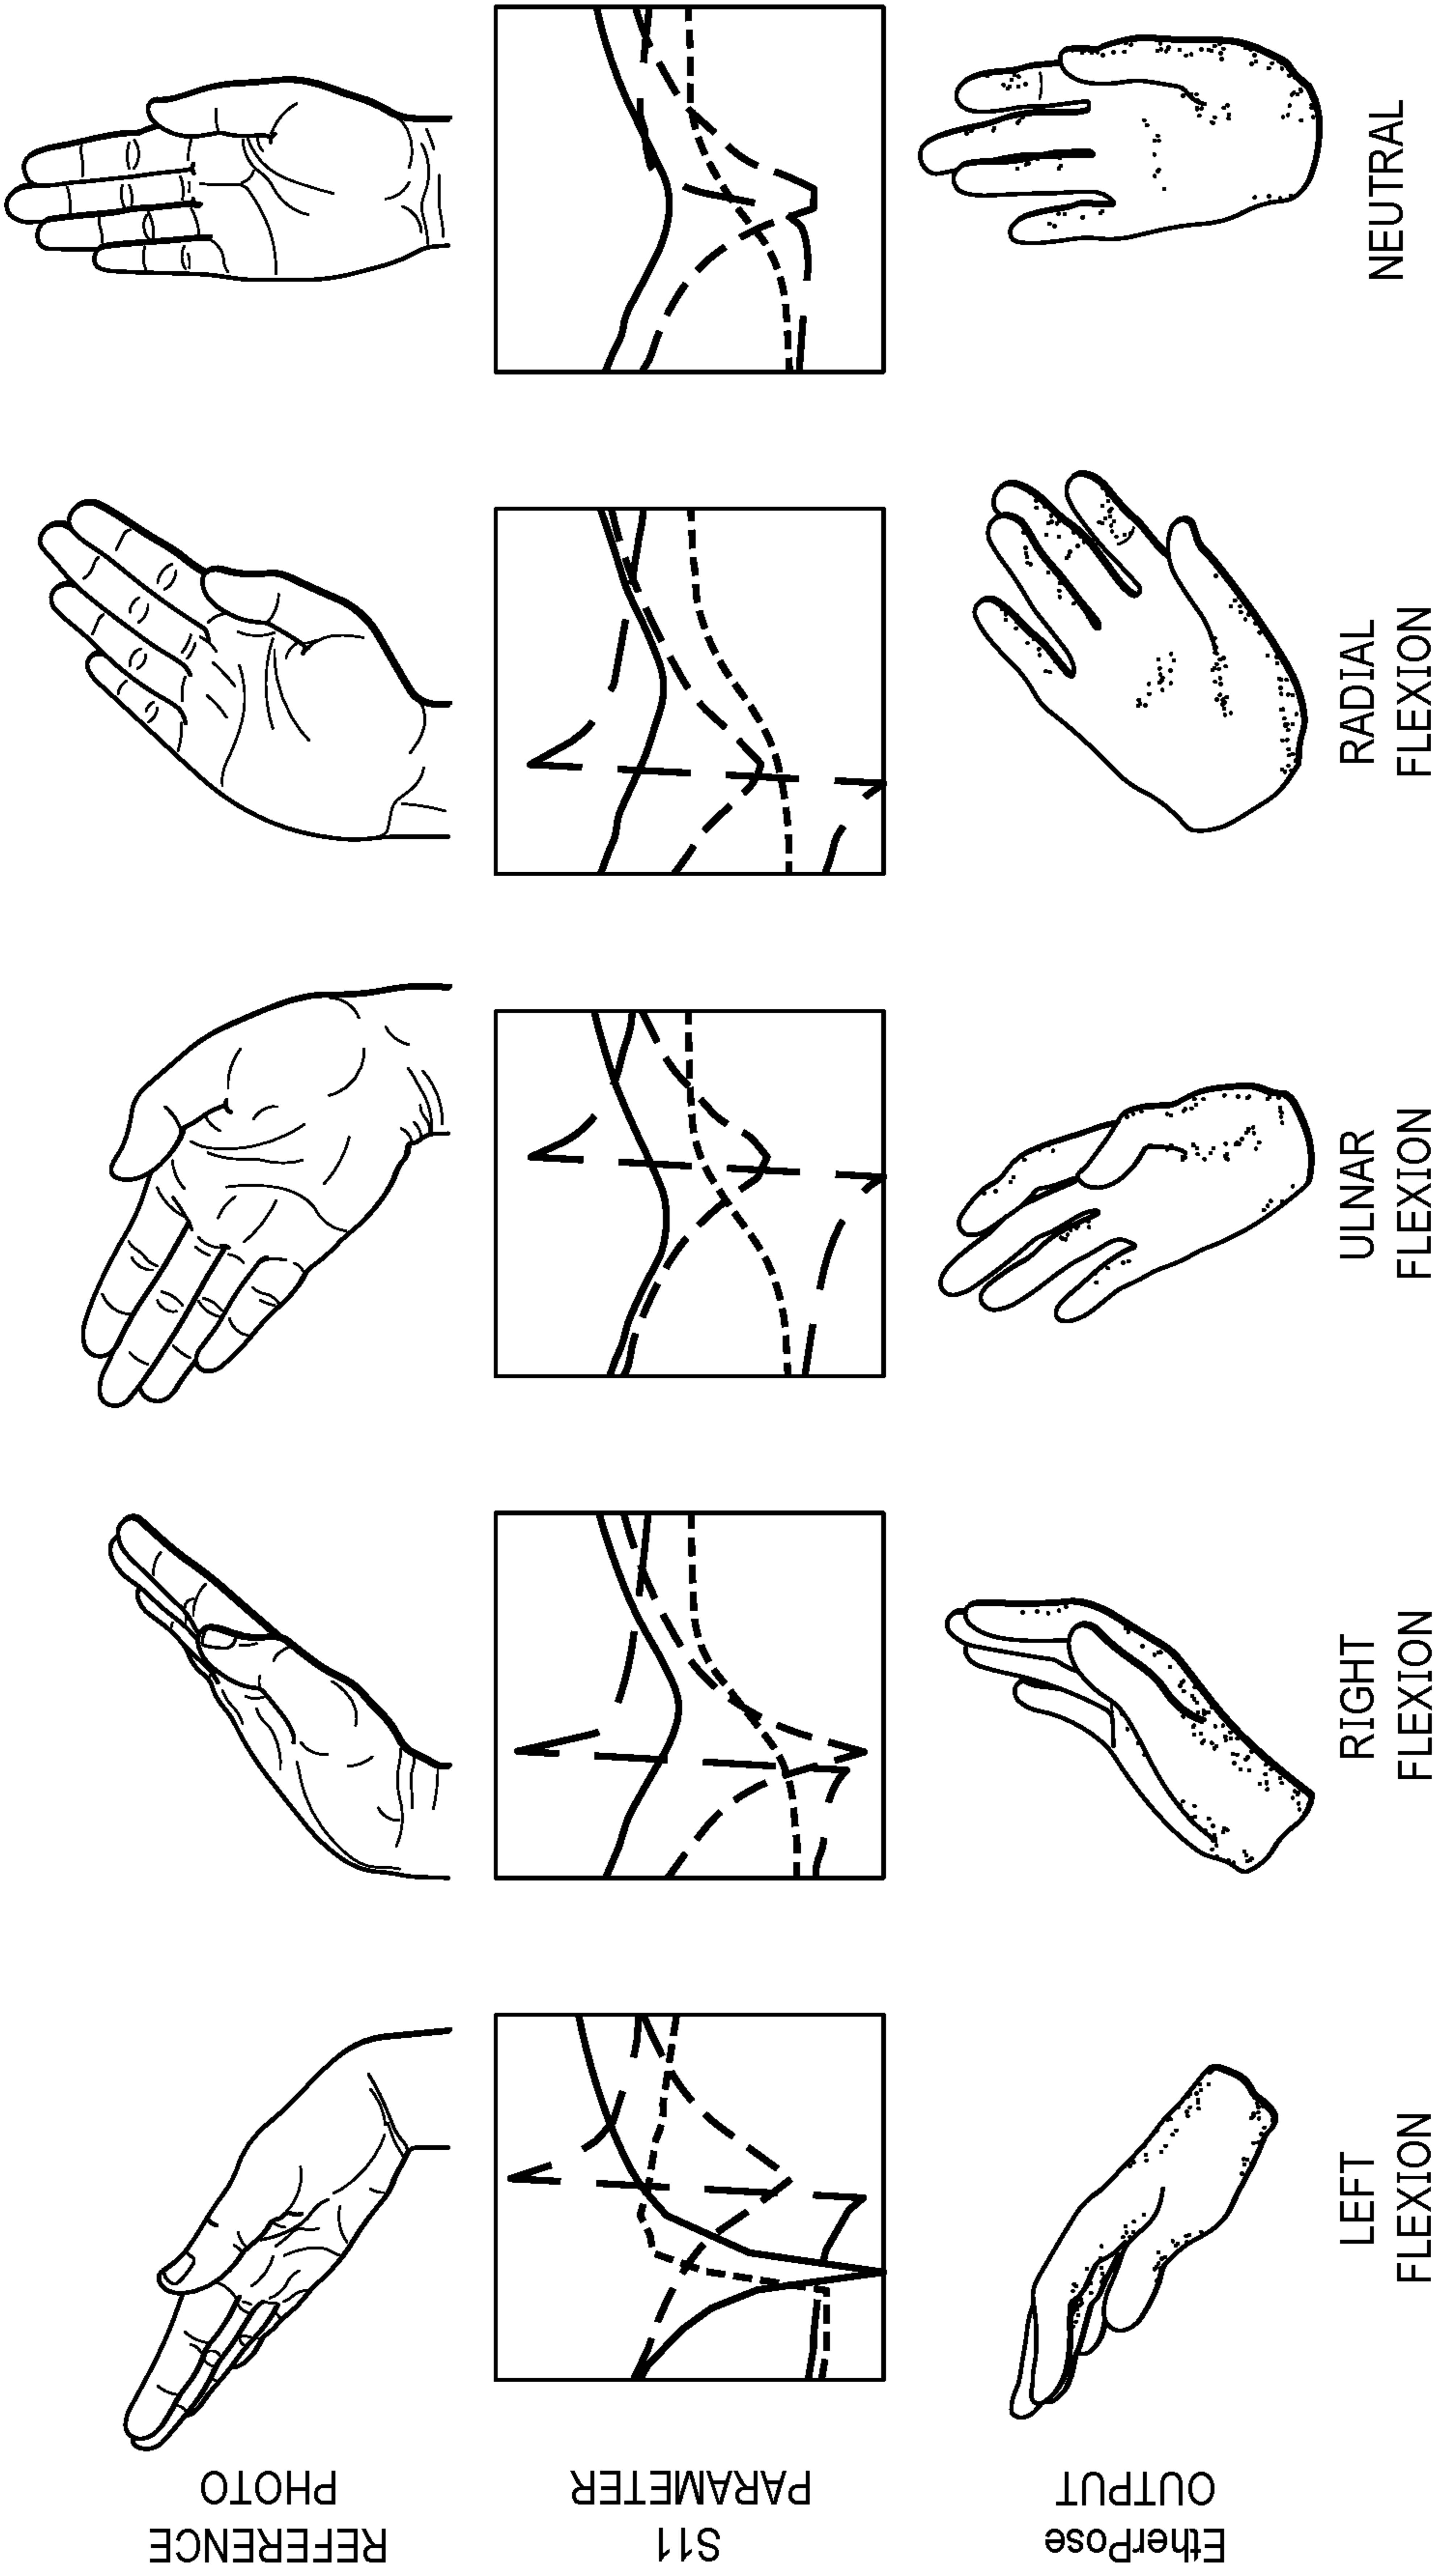 REFERENCE
PHOTO
S11
PARAMETER
EtherPose
OUTPUT
LEFT
FLEXION
RIGHT
FLEXION
ULNAR
FLEXION
RADIAL
FLEXION
NEUTRAL